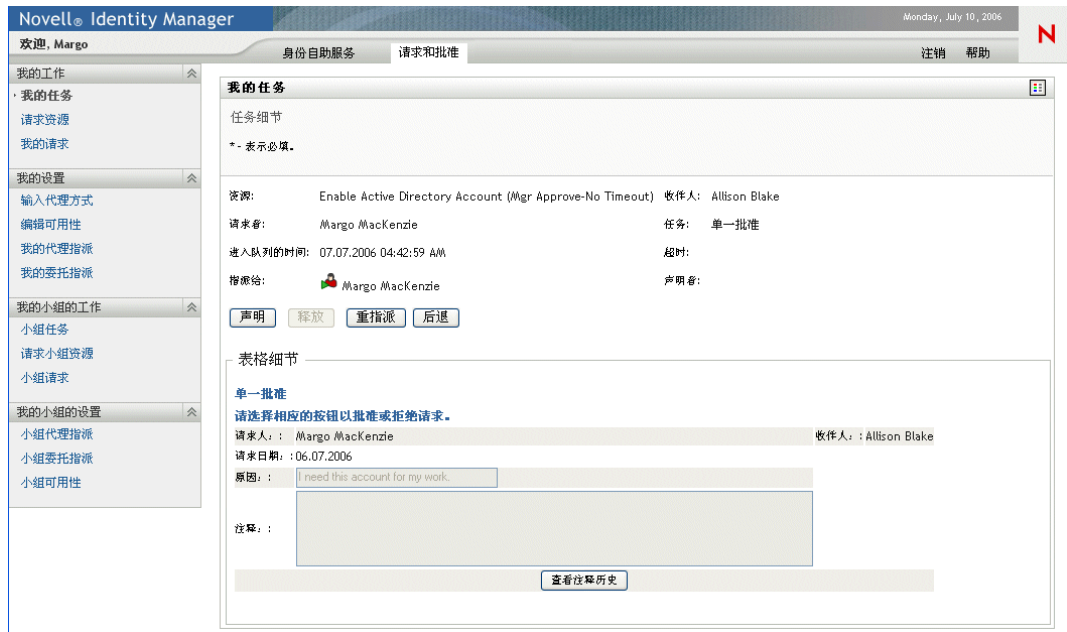 Novell® Identity Manager
Monday, July 10, 2006
N
欢迎, Margo
身份自助服务 请求和批准 注销 帮助
我的工作
· 我的任务
请求资源
我的请求
我的设置
输入代理方式
编辑可用性
我的代理指派
我的委托指派
我的小组的工作
小组任务
请求小组资源
小组请求
我的小组的设置
小组代理指派
小组委托指派
小组可用性
我的任务
任务细节
*- 表示必填。
资源: Enable Active Directory Account (Mgr Approve-No Timeout) 收件人: Allison Blake
请求者: Margo MacKenzie 任务: 单一批准
进入队列的时间: 07.07.2006 04:42:59 AM 超时:
指派给: Margo MacKenzie 声明者:
声明 释放 重指派 后退
表格细节
单一批准
请选择相应的按钮以批准或拒绝请求。
请求人:: Margo MacKenzie 收件人:: Allison Blake
请求日期::06.07.2006
原因:: I need this account for my work.
注释::
查看注释历史